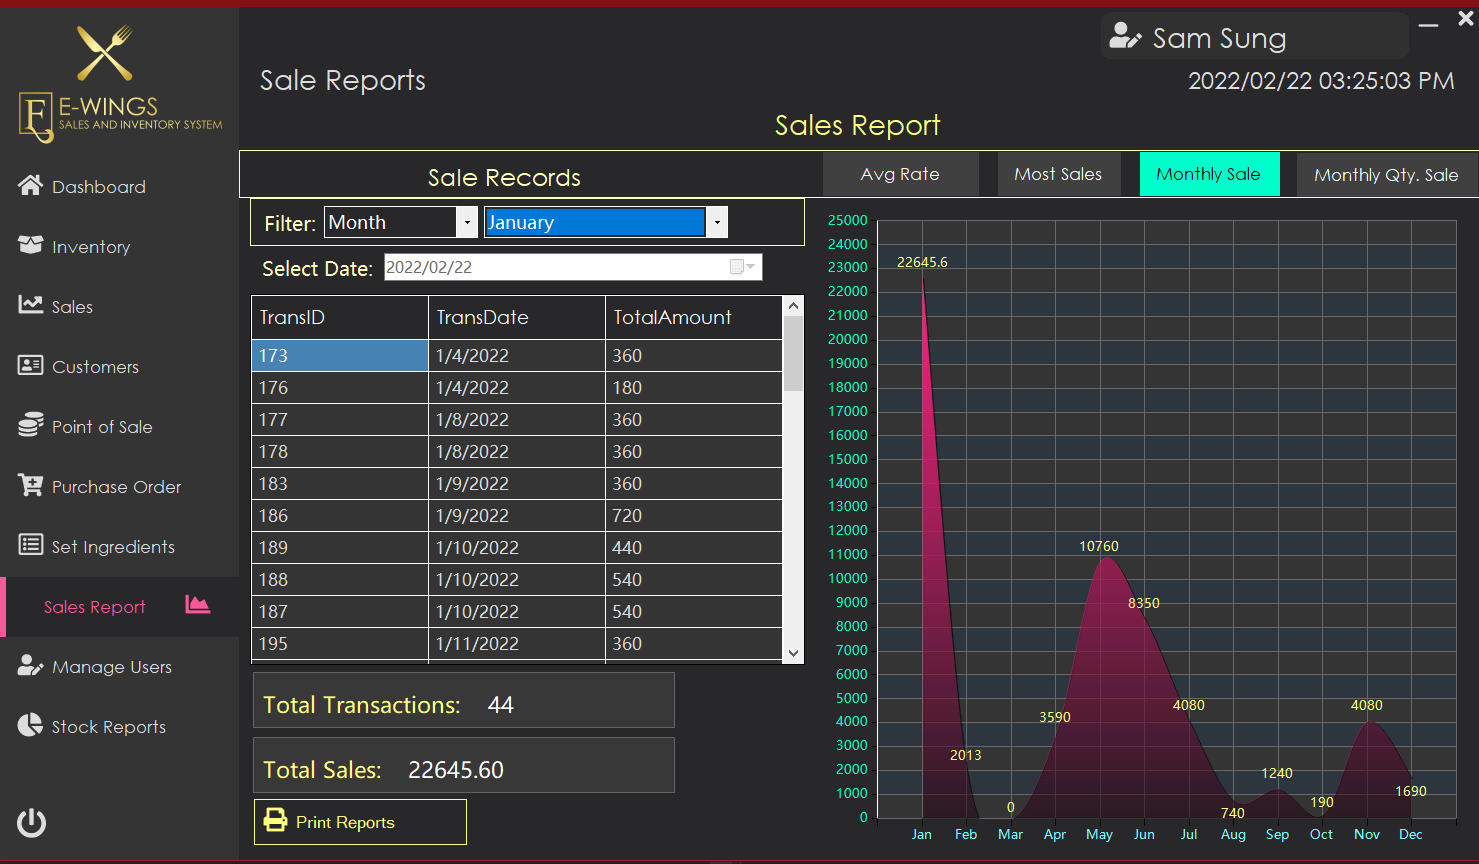 Sam Sung
Sale Reports
2022/02/22 03:25:03 PM
E
E-WINGS
SALES AND INVENTORY SYSTEM
Sales Report
Dashboard
Inventory
Sales
Customers
Point of Sale
Purchase Order
Set Ingredients
Sales Report
Manage Users
Stock Reports
Sale Records
Avg Rate
Most Sales
Monthly Sale
Monthly Qty. Sale
Filter: Month January
Select Date: 2022/02/22
TransID TransDate TotalAmount
173 1/4/2022 360
176 1/4/2022 180
177 1/8/2022 360
178 1/8/2022 360
183 1/9/2022 360
186 1/9/2022 720
189 1/10/2022 440
188 1/10/2022 540
187 1/10/2022 540
195 1/11/2022 360
Total Transactions: 44
Total Sales: 22645.60
Print Reports
25000
24000
23000
22000
21000
20000
19000
18000
17000
16000
15000
14000
13000
12000
11000
10000
9000
8000
7000
6000
5000
4000
3000
2000
1000
0
22645.6
2013
0
3590
10760
8350
4080
740
1240
190
4080
1690
Jan Feb Mar Apr May Jun Jul Aug Sep Oct Nov Dec